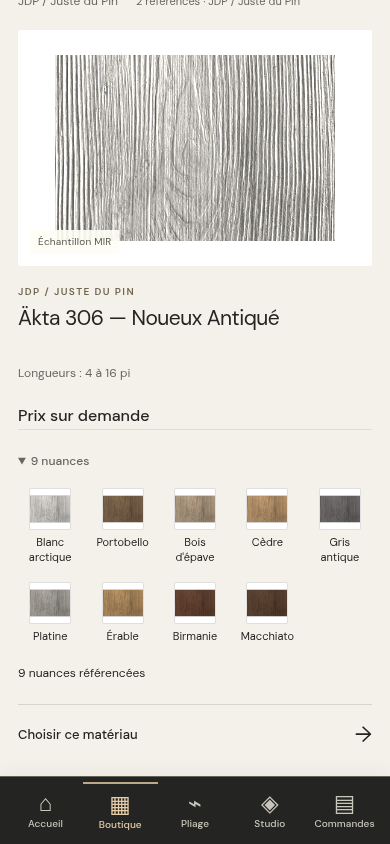 JDP / Juste du Pin 2 références · JDP / Juste du Pin
Échantillon MIR
JDP / JUSTE DU PIN
Äkta 306 — Noueux Antiqué
Longueurs : 4 à 16 pi
Prix sur demande
▼ 9 nuances
Blanc arctique
Portobello
Bois d'épave
Cèdre
Gris antique
Platine
Érable
Birmanie
Macchiato
9 nuances référencées
Choisir ce matériau →
Accueil
Boutique
Pliage
Studio
Commandes